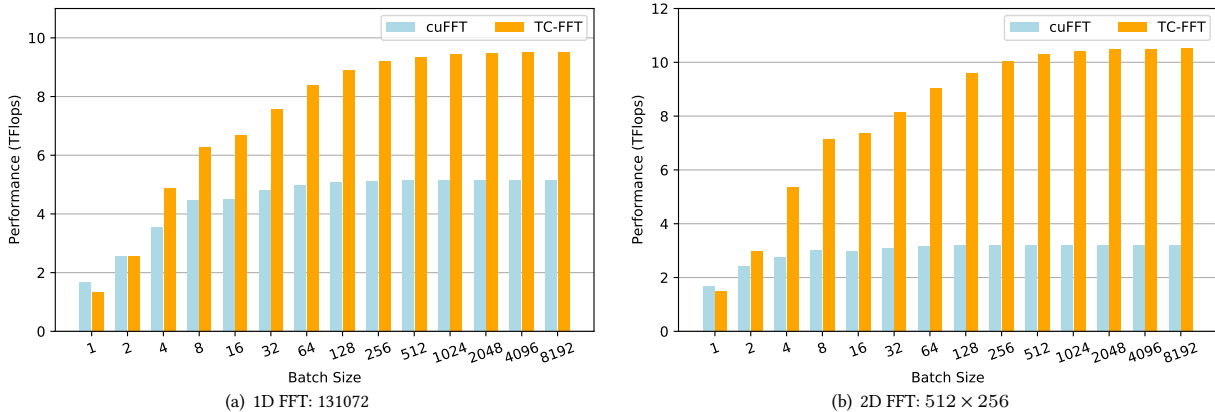 cuFFT TC-FFT
10
8
6
4
2
0
Performance (TFlops)
1 2 4 8 16 32 64 128 256 512 1024 2048 4096 8192
Batch Size
(a) 1D FFT: 131072
cuFFT TC-FFT
12
10
8
6
4
2
0
Performance (TFlops)
1 2 4 8 16 32 64 128 256 512 1024 2048 4096 8192
Batch Size
(b) 2D FFT: 512 × 256